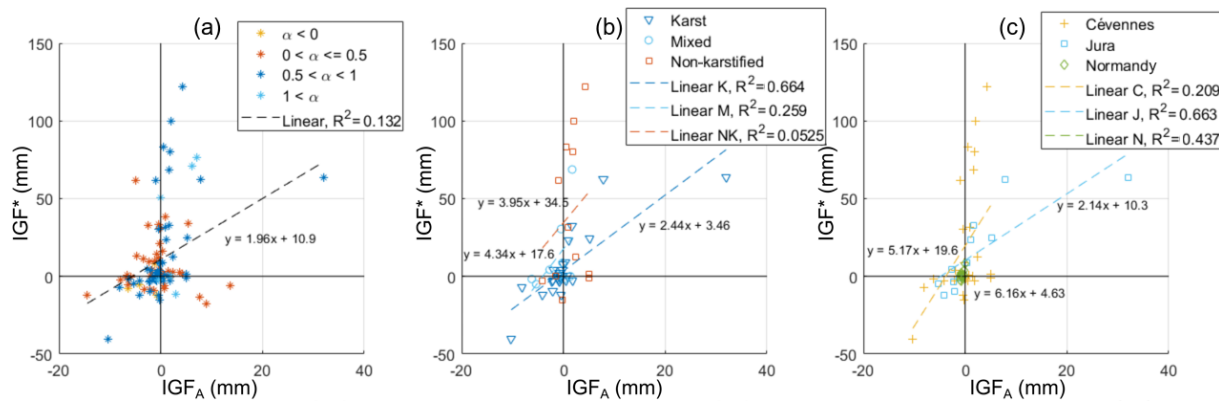 (a)
α < 0
0 < α <= 0.5
0.5 < α < 1
1 < α
Linear, R²=0.132
150
100
50
0
-50
-20
0
20
40
IGF* (mm)
IGF_A (mm)
y = 1.96x + 10.9
(b)
Karst
Mixed
Non-karstified
Linear K, R²=0.664
Linear M, R²=0.259
Linear NK, R²=0.0525
150
100
50
0
-50
-20
0
20
40
IGF* (mm)
IGF_A (mm)
y = 3.95x + 34.5
y = 2.44x + 3.46
y = 4.34x + 17.6
(c)
Cévennes
Jura
Normandy
Linear C, R²=0.209
Linear J, R²=0.663
Linear N, R²=0.437
150
100
50
0
-50
-20
0
20
40
IGF* (mm)
IGF_A (mm)
y = 2.14x + 10.3
y = 5.17x + 19.6
y = 6.16x + 4.63